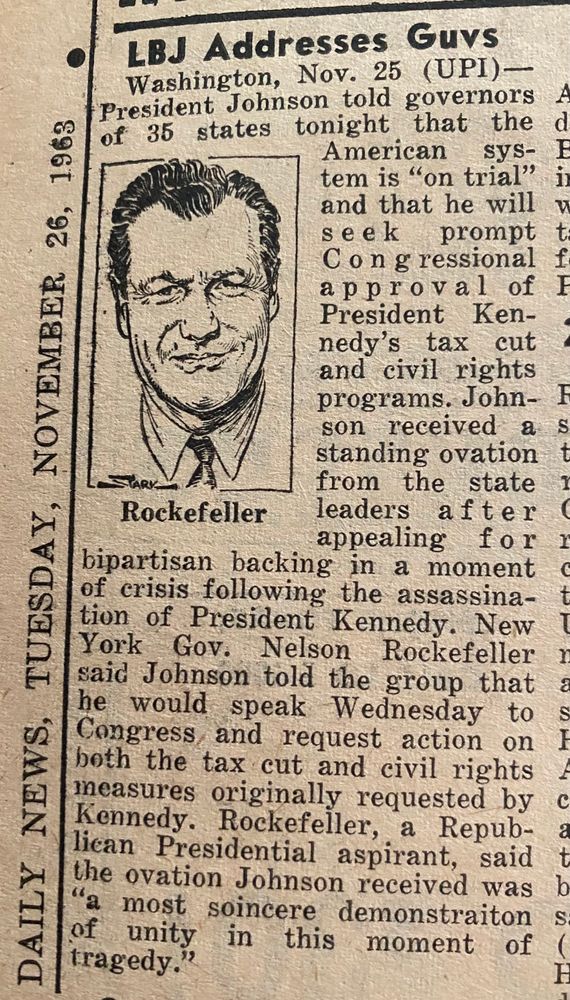 LBJ Addresses Guvs
Washington, Nov. 25 (UPI)—
President Johnson told governors
of 35 states tonight that the
American sys-
tem is “on trial”
and that he will
seek prompt
Congressional
approval of
President Ken-
nedy’s tax cut
and civil rights
programs. John-
son received a
standing ovation
from the state
leaders after
appealing for
STARK
Rockefeller
bipartisan backing in a moment
of crisis following the assassina-
tion of President Kennedy. New
York Gov. Nelson Rockefeller
said Johnson told the group that
he would speak Wednesday to
Congress and request action on
both the tax cut and civil rights
measures originally requested by
Kennedy. Rockefeller, a Repub-
lican Presidential aspirant, said
the ovation Johnson received was
“a most soincere demonstraiton
of unity in this moment of
tragedy.”
DAILY NEWS, TUESDAY, NOVEMBER 26, 1963